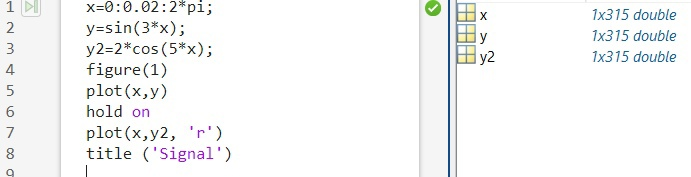 1 x=0:0.02:2*pi;
2 y=sin(3*x);
3 y2=2*cos(5*x);
4 figure(1)
5 plot(x,y)
6 hold on
7 plot(x,y2, 'r')
8 title ('Signal')
9
x 1x315 double
y 1x315 double
y2 1x315 double